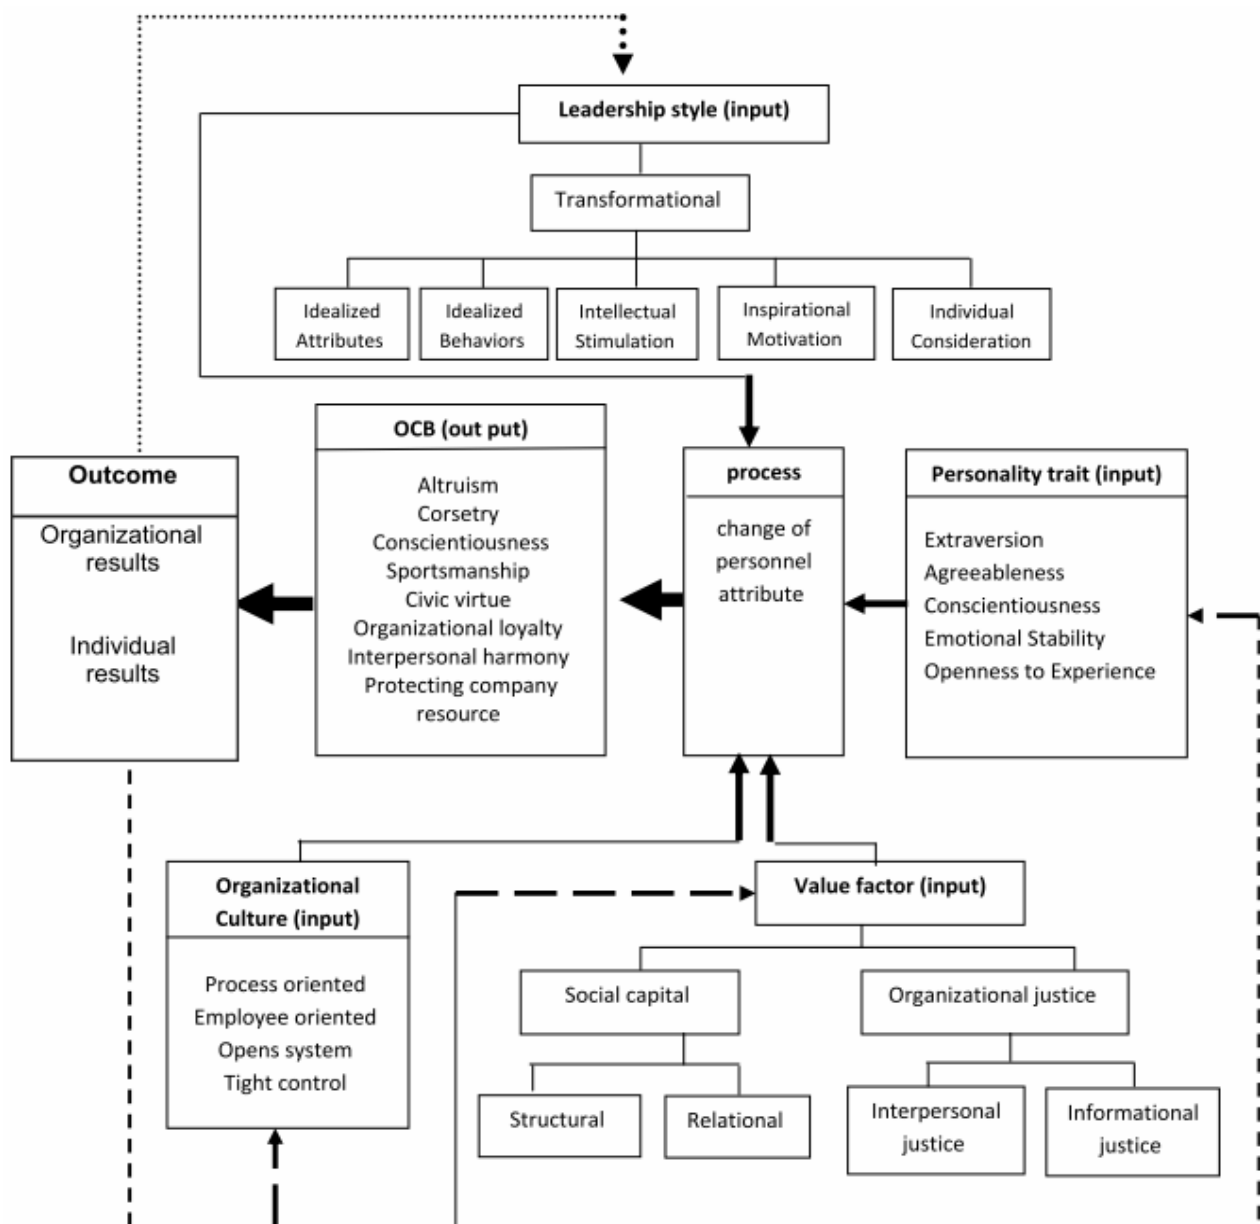 Leadership style (input)
Transformational
Idealized
Attributes
Idealized
Behaviors
Intellectual
Stimulation
Inspirational
Motivation
Individual
Consideration
Outcome
Organizational
results
Individual
results
OCB (out put)
Altruism
Corsetry
Conscientiousness
Sportsmanship
Civic virtue
Organizational loyalty
Interpersonal harmony
Protecting company
resource
process
change of
personnel
attribute
Personality trait (input)
Extraversion
Agreeableness
Conscientiousness
Emotional Stability
Openness to Experience
Organizational
Culture (input)
Process oriented
Employee oriented
Opens system
Tight control
Value factor (input)
Social capital
Organizational justice
Structural
Relational
Interpersonal
justice
Informational
justice